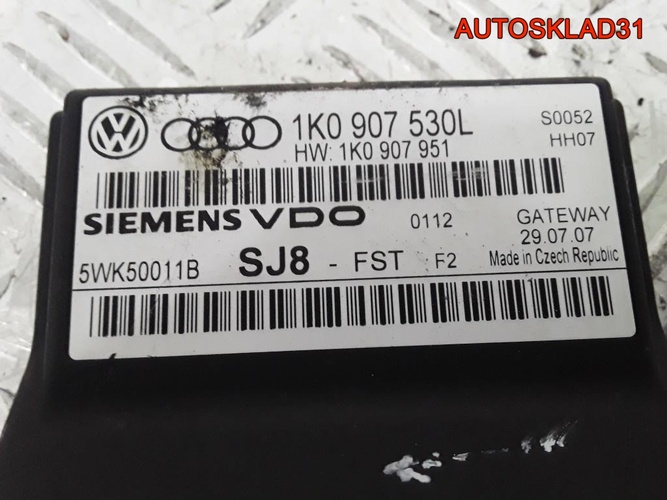 AUTOSKLAD31
1K0 907 530L S0052
HW: 1K0 907 951 HH07
SIEMENS VDO 0112 GATEWAY
29.07.07
5WK50011B SJ8 - FST F2 Made in Czech Republic